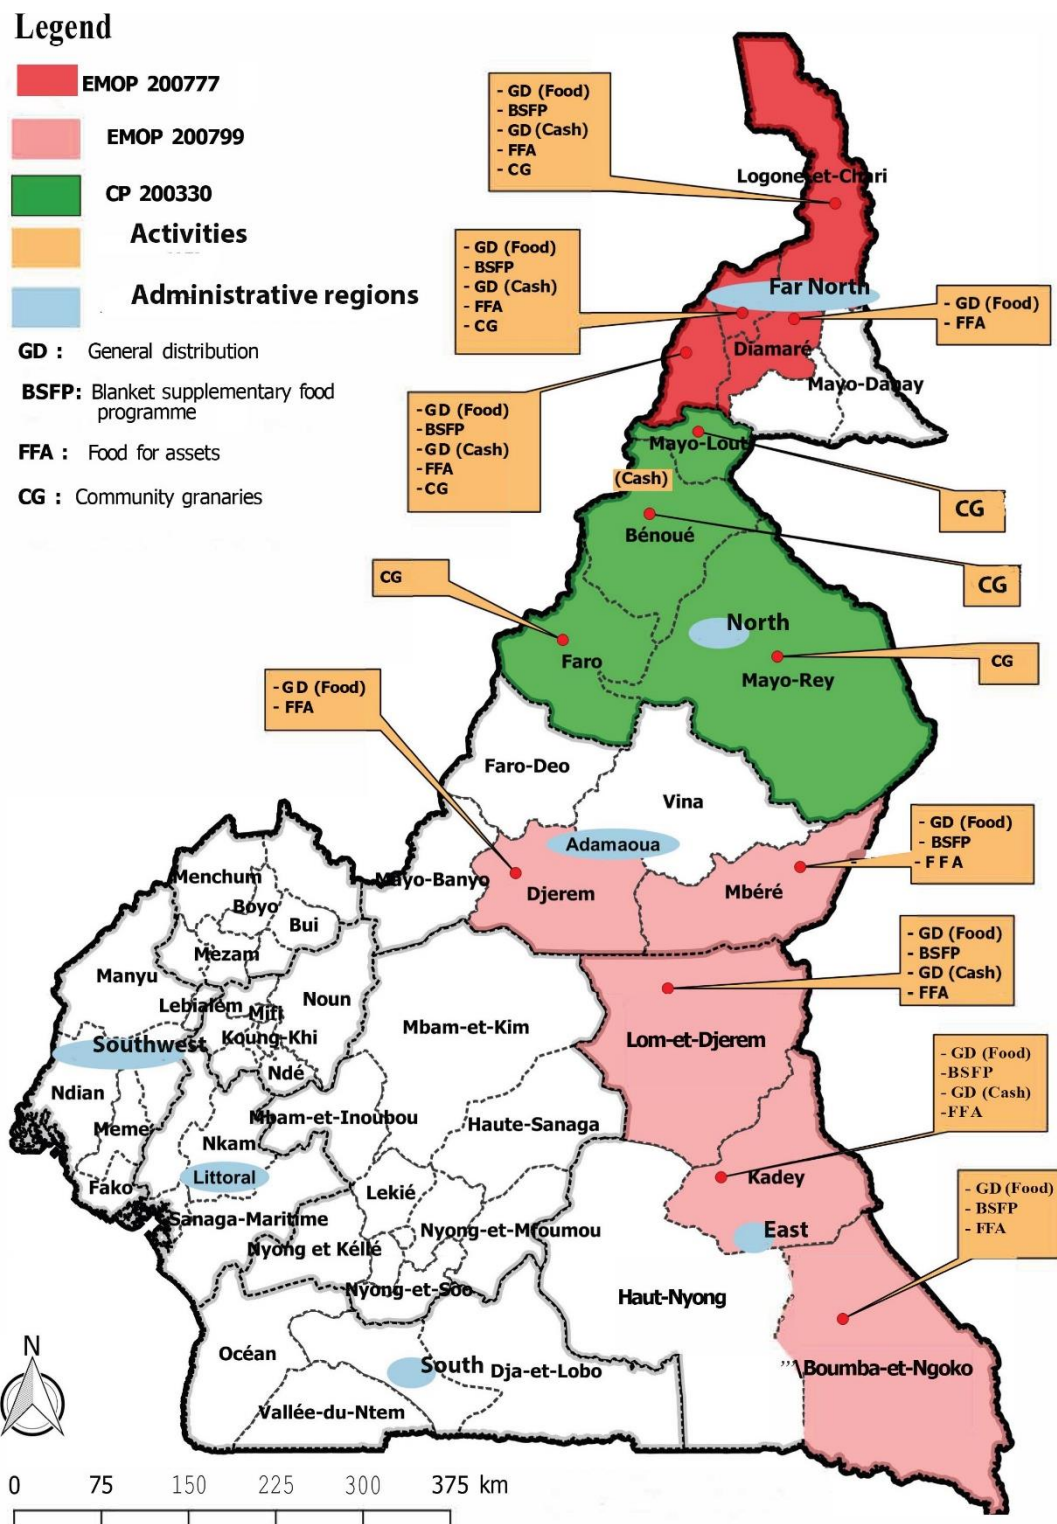 Legend
EMOP 200777
EMOP 200799
CP 200330
Activities
Administrative regions
GD : General distribution
BSFP: Blanket supplementary food
programme
FFA : Food for assets
CG : Community granaries
- GD (Food)
- BSFP
- GD (Cash)
- FFA
- CG
Logone-et-Chari
- GD (Food)
- BSFP
- GD (Cash)
- FFA
- CG
Far North
- GD (Food)
- FFA
Diamaré
Mayo-Danay
- GD (Food)
- BSFP
- GD (Cash)
- FFA
- CG
Mayo-Lout
(Cash)
CG
Bénoué
CG
CG
North
Faro
Mayo-Rey
CG
- GD (Food)
- FFA
Faro-Deo
Vina
Adamaoua
- GD (Food)
- BSFP
- F F A
Mayo-Banyo
Djerem
Mbéré
Menchum
Boyo
Bui
Mezam
- GD (Food)
- BSFP
- GD (Cash)
- FFA
Manyu
Lebialem
Mifi
Noun
Koung-Khi
Mbam-et-Kim
Lom-et-Djerem
Southwest
Ndé
- GD (Food)
-BSFP
- GD (Cash)
-FFA
Ndian
Meme
Nkam
Mbam-et-Inoubou
Haute-Sanaga
Littoral
Fako
Lekié
Kadey
- GD (Food)
- BSFP
- FFA
Sanaga-Maritime
Nyong et Kéllé
Nyong-et-Mfoumou
East
Nyong-et-Soo
Haut-Nyong
N
Océan
South
Dja-et-Lobo
Boumba-et-Ngoko
Vallée-du-Ntem
0 75 150 225 300 375 km